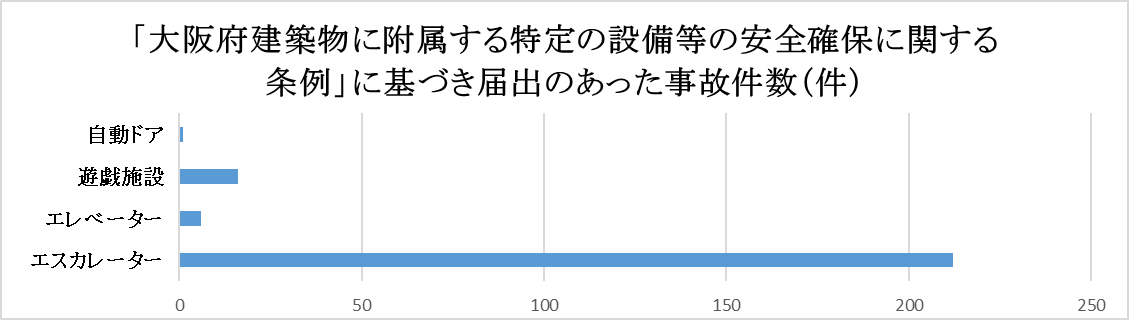 「大阪府建築物に附属する特定の設備等の安全確保に関する
条例」に基づき届出のあった事故件数（件）
自動ドア
遊戯施設
エレベーター
エスカレーター
0 50 100 150 200 250